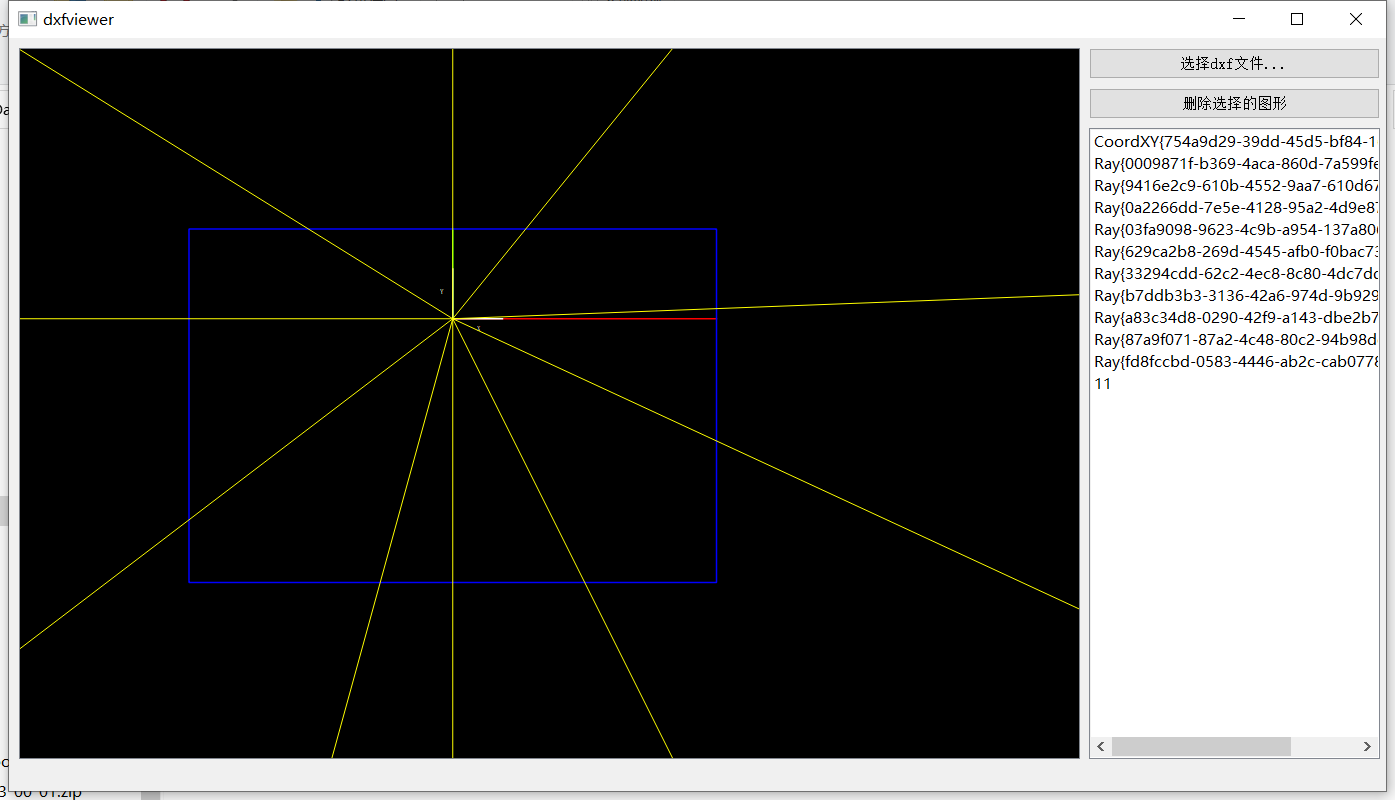 dxfviewer
选择dxf文件...
删除选择的图形
CoordXY{754a9d29-39dd-45d5-bf84-1
Ray{0009871f-b369-4aca-860d-7a599fe
Ray{9416e2c9-610b-4552-9aa7-610d67
Ray{0a2266dd-7e5e-4128-95a2-4d9e87
Ray{03fa9098-9623-4c9b-a954-137a80
Ray{629ca2b8-269d-4545-afb0-f0bac73
Ray{33294cdd-62c2-4ec8-8c80-4dc7dc
Ray{b7ddb3b3-3136-42a6-974d-9b929
Ray{a83c34d8-0290-42f9-a143-dbe2b7
Ray{87a9f071-87a2-4c48-80c2-94b98d
Ray{fd8fccbd-0583-4446-ab2c-cab0778
11
Y
X